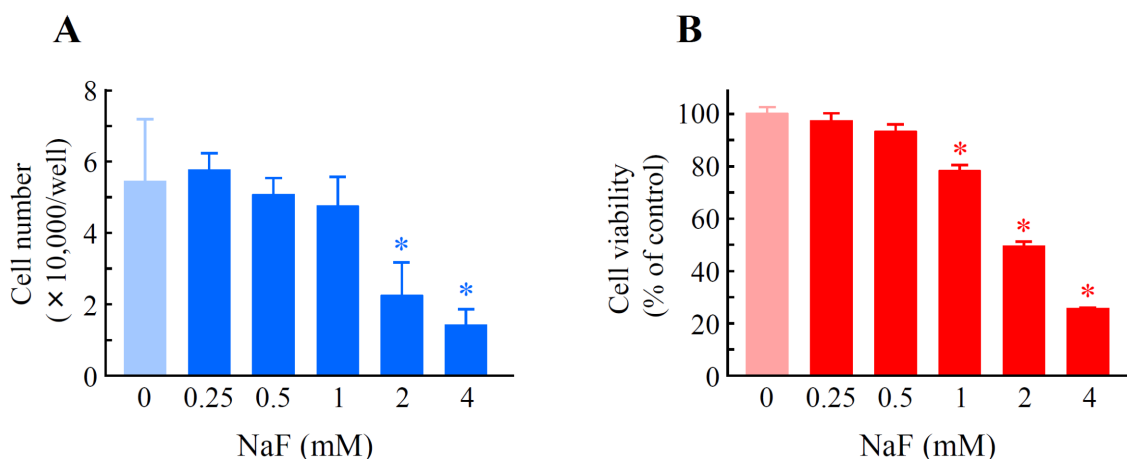 A
Cell number
(×10,000/well)
8
6
4
2
0
*
*
0 0.25 0.5 1 2 4
NaF (mM)
B
Cell viability
(% of control)
100
80
60
40
20
0
*
*
*
0 0.25 0.5 1 2 4
NaF (mM)